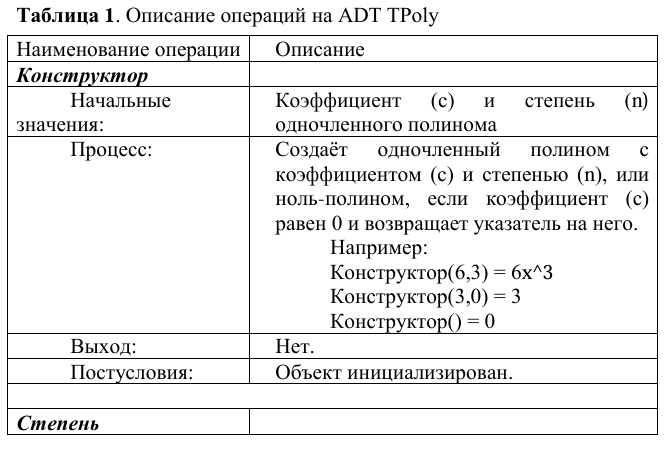 Таблица 1. Описание операций на ADT TPoly
Наименование операции Описание
Конструктор
Начальные значения: Коэффициент (c) и степень (n)
одночленного полинома
Процесс: Создаёт одночленный полином с
коэффициентом (c) и степенью (n), или
ноль-полином, если коэффициент (c)
равен 0 и возвращает указатель на него.
Например:
Конструктор(6,3) = 6x^3
Конструктор(3,0) = 3
Конструктор() = 0
Выход: Нет.
Постусловия: Объект инициализирован.
Степень